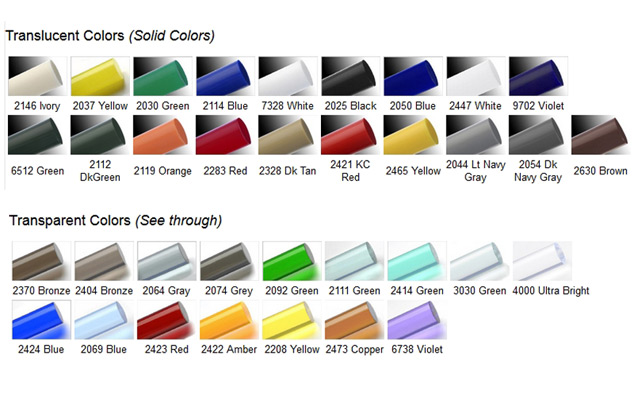 Translucent Colors (Solid Colors)
2146 Ivory 2037 Yellow 2030 Green 2114 Blue 7328 White 2025 Black 2050 Blue 2447 White 9702 Violet
6512 Green 2112 DkGreen 2119 Orange 2283 Red 2328 Dk Tan 2421 KC Red 2465 Yellow 2044 Lt Navy Gray 2054 Dk Navy Gray 2630 Brown
Transparent Colors (See through)
2370 Bronze 2404 Bronze 2064 Gray 2074 Grey 2092 Green 2111 Green 2414 Green 3030 Green 4000 Ultra Bright
2424 Blue 2069 Blue 2423 Red 2422 Amber 2208 Yellow 2473 Copper 6738 Violet